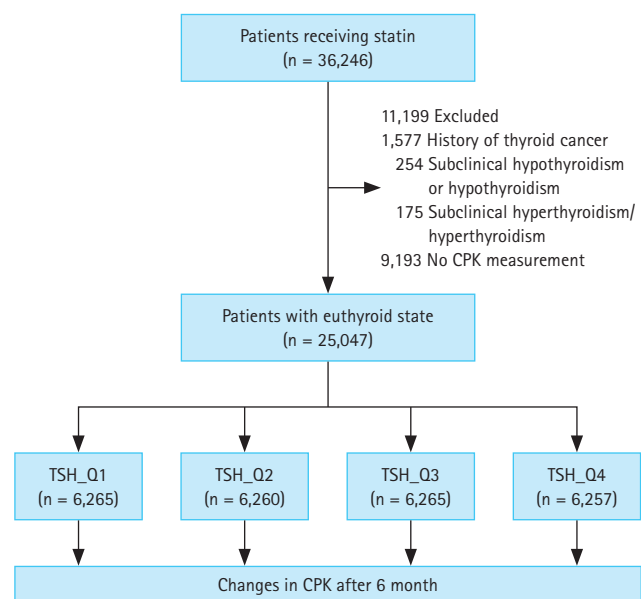 Patients receiving statin
(n = 36,246)
11,199 Excluded
1,577 History of thyroid cancer
254 Subclinical hypothyroidism
or hypothyroidism
175 Subclinical hyperthyroidism/
hyperthyroidism
9,193 No CPK measurement
Patients with euthyroid state
(n = 25,047)
TSH_Q1
(n = 6,265)
TSH_Q2
(n = 6,260)
TSH_Q3
(n = 6,265)
TSH_Q4
(n = 6,257)
Changes in CPK after 6 month